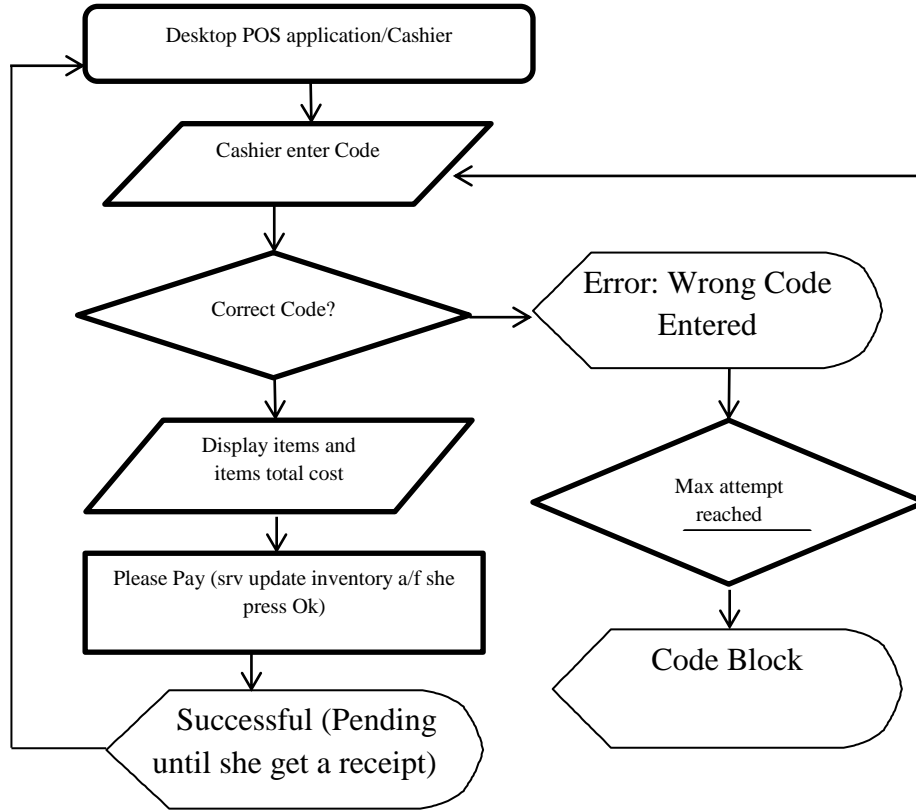 Desktop POS application/Cashier
Cashier enter Code
Correct Code?
Error: Wrong Code
Entered
Display items and
items total cost
Max attempt
reached
Please Pay (srv update inventory a/f she
press Ok)
Code Block
Successful (Pending
until she get a receipt)